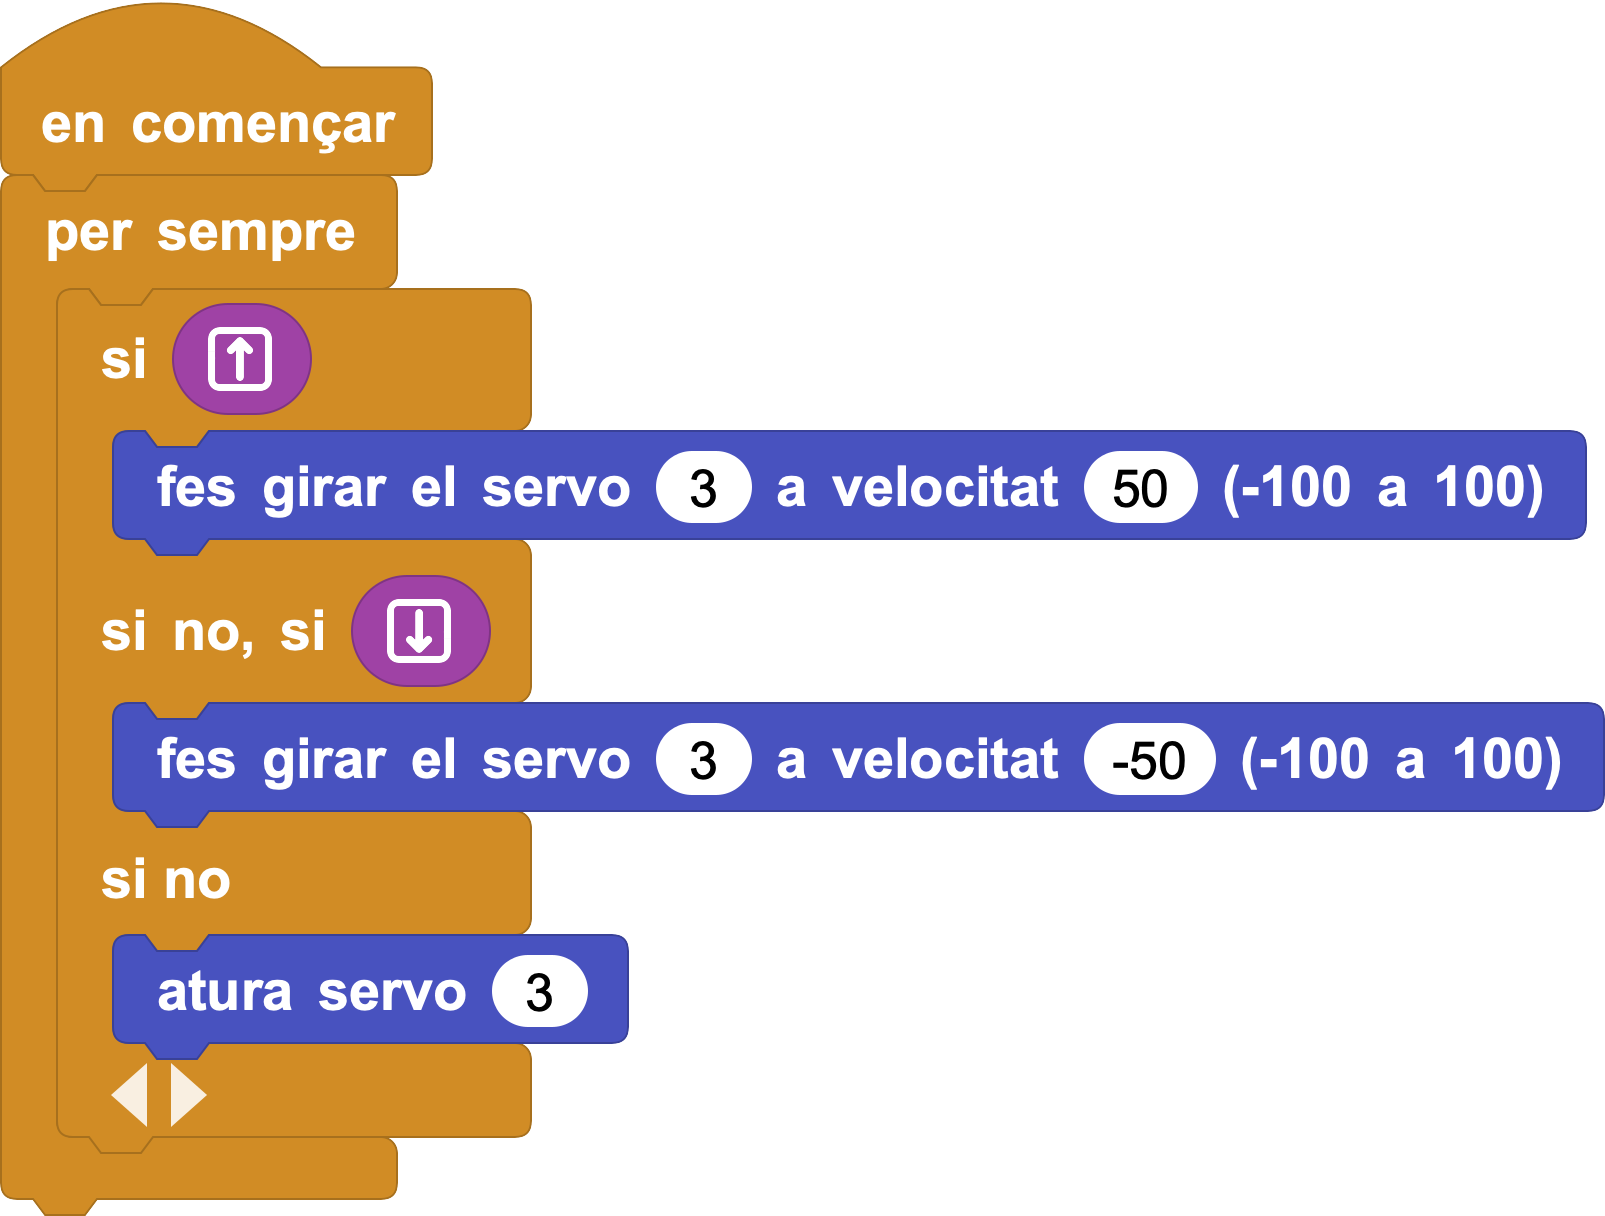 en començar
per sempre
si
fes girar el servo 3 a velocitat 50 (-100 a 100)
si no, si
fes girar el servo 3 a velocitat -50 (-100 a 100)
si no
atura servo 3